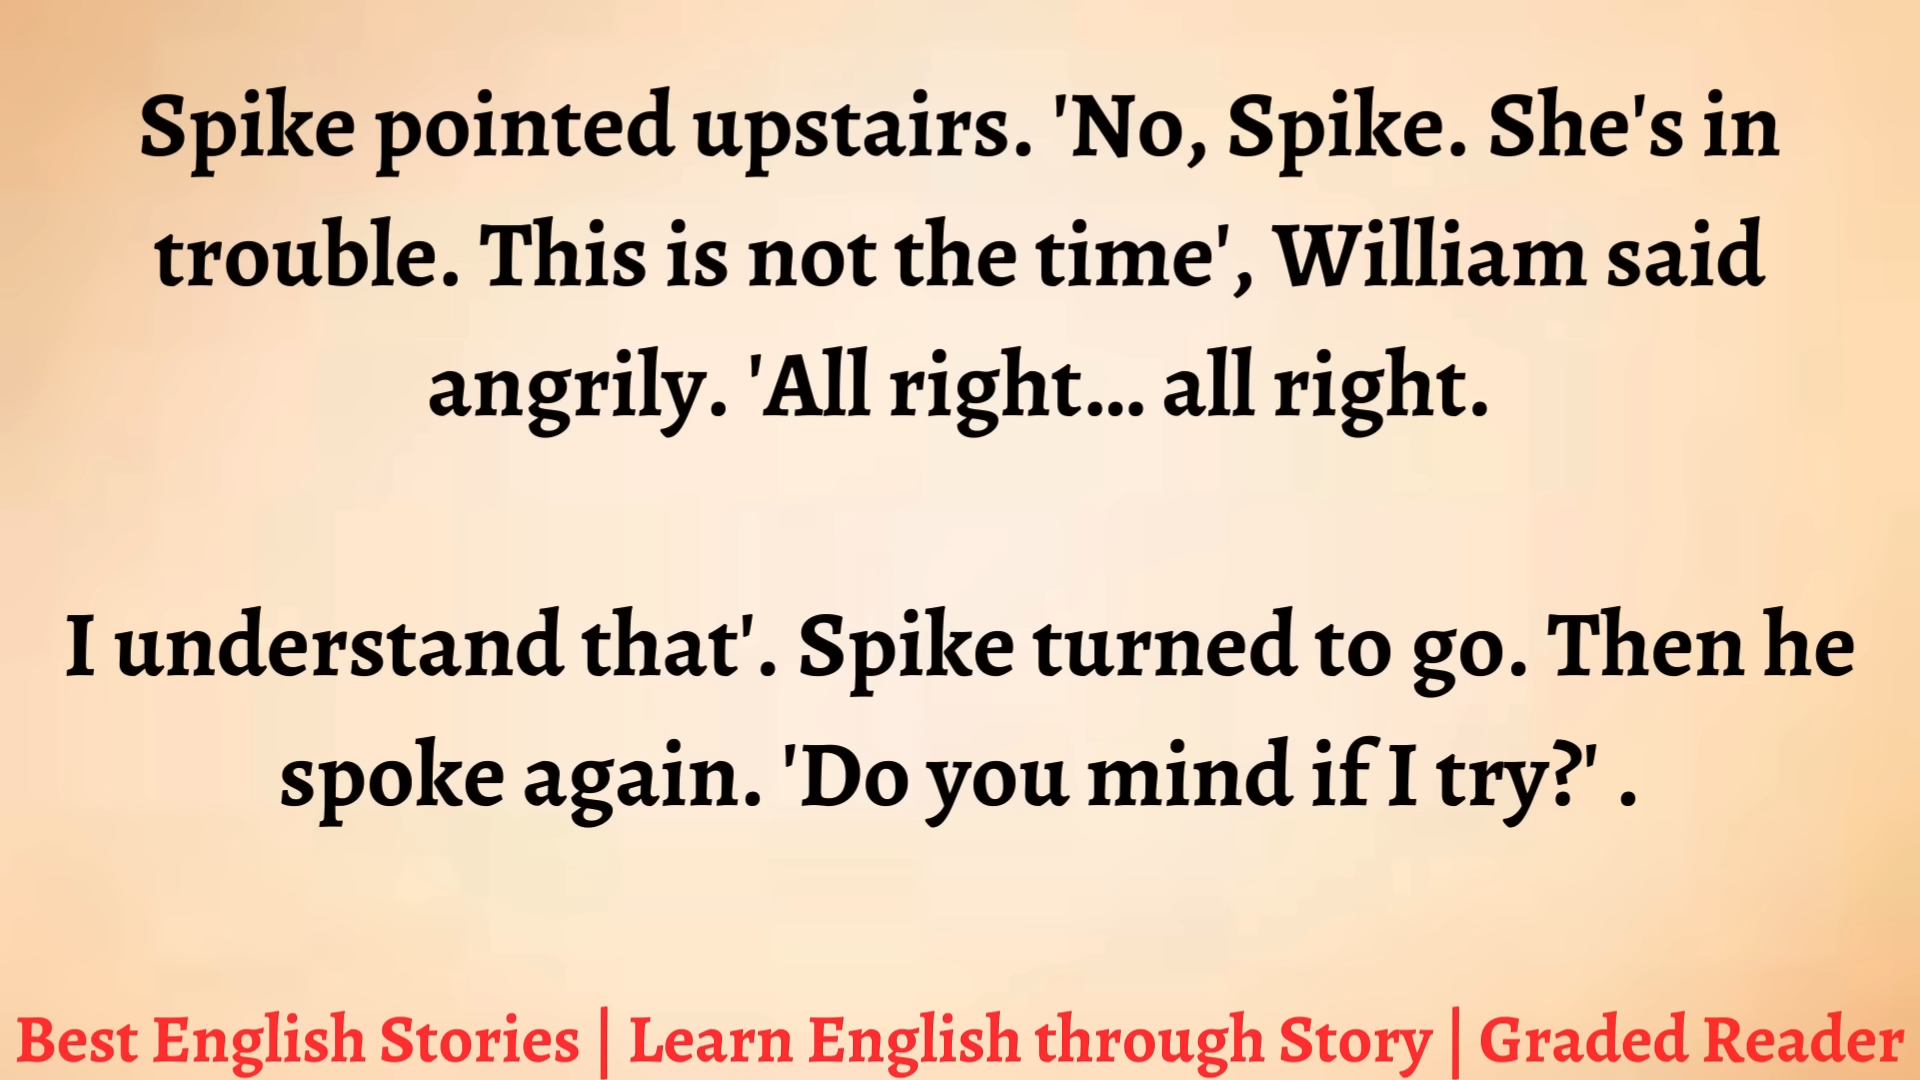 Spike pointed upstairs. 'No, Spike. She's in
trouble. This is not the time', William said
angrily. 'All right... all right.
I understand that'. Spike turned to go. Then he
spoke again. 'Do you mind if I try?' .
Best English Stories | Learn English through Story | Graded Reader